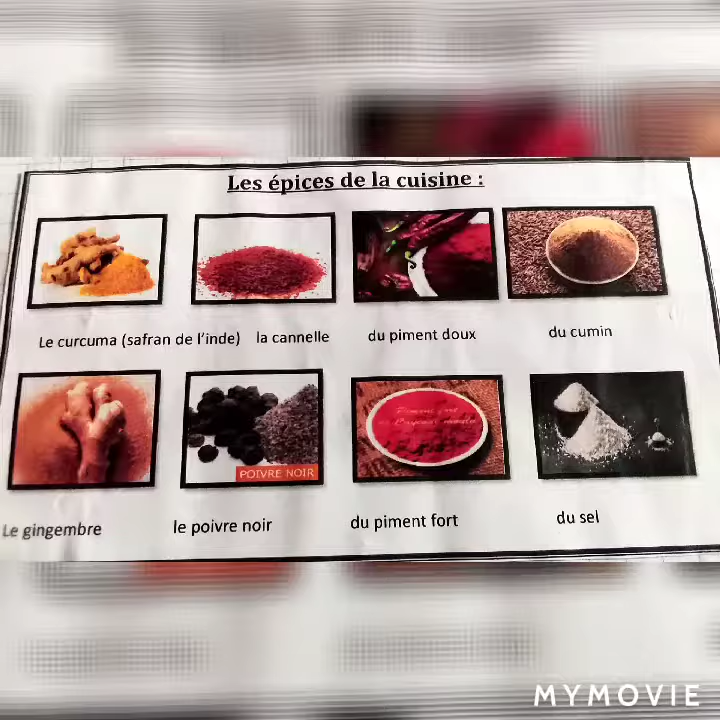 Les épices de la cuisine :
Le curcuma (safran de l'inde) la cannelle du piment doux du cumin
POIVRE NOIR
Le gingembre le poivre noir du piment fort du sel
MYMOVIE